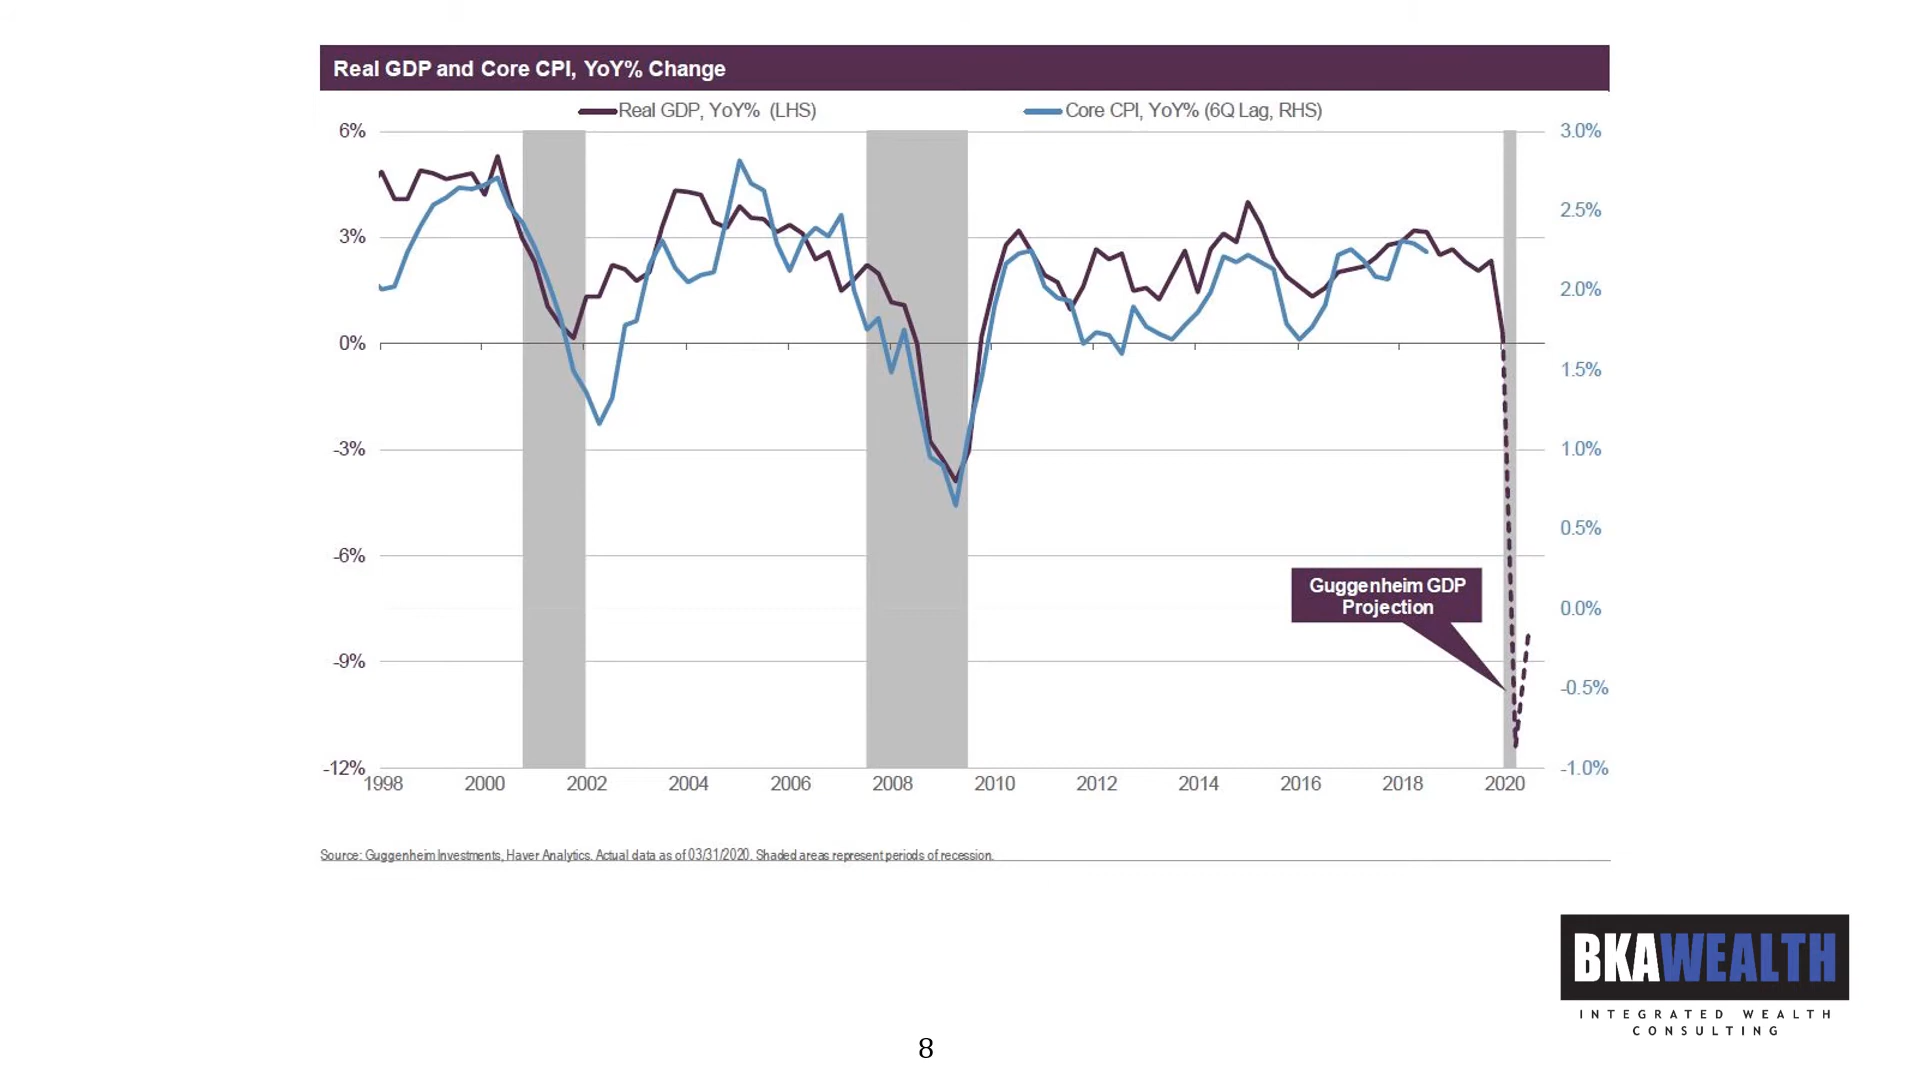 Real GDP and Core CPI, YoY% Change
Real GDP, YoY% (LHS)
Core CPI, YoY% (6Q Lag, RHS)
6%
3%
0%
-3%
-6%
-9%
-12%
3.0%
2.5%
2.0%
1.5%
1.0%
0.5%
0.0%
-0.5%
-1.0%
Guggenheim GDP
Projection
1998 2000 2002 2004 2006 2008 2010 2012 2014 2016 2018 2020
Source: Guggenheim Investments, Haver Analytics. Actual data as of 03/31/2020. Shaded areas represent periods of recession.
BKAWEALTH
INTEGRATED WEALTH
CONSULTING
8